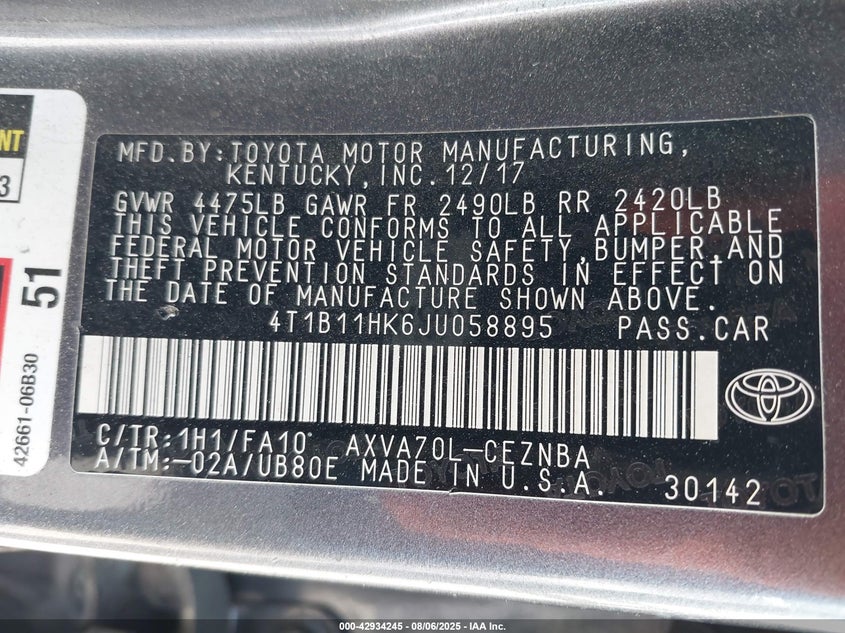 NT
3
51
42661-06B30
MFD.BY:TOYOTA MOTOR MANUFACTURING,
KENTUCKY,INC.12/17
GVWR 4475LB GAWR FR 2490LB RR 2420LB
THIS VEHICLE CONFORMS TO ALL APPLICABLE
FEDERAL MOTOR VEHICLE SAFETY,BUMPER,AND
THEFT PREVENTION STANDARDS IN EFFECT ON
THE DATE OF MANUFACTURE SHOWN ABOVE.
4T1B11HK6JU058895 PASS.CAR
C/TR:1H1/FA10 AXVA70L-CEZNBA
A/TM:-02A/UB80E MADE IN U.S.A. 30142
000-42934245 - 08/06/2025 - IAA Inc.